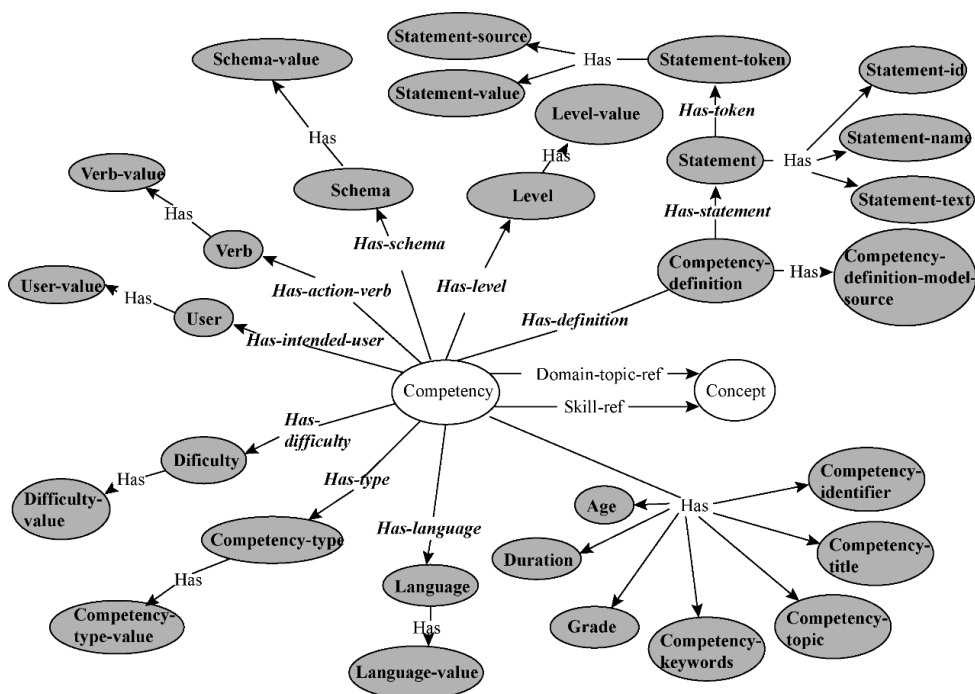 Statement-source
Has
Statement-token
Schema-value
Statement-value
Statement-id
Level-value
Has-token
Has
Statement-name
Statement
Has
Has
Verb-value
Schema
Level
Statement-text
Has
Has-statement
Verb
Has-schema
Competency-
definition
Has
Competency-
definition-model-
source
User-value
Has
Has-action-verb
Has-level
User
Has-definition
Has-intended-user
Competency
Domain-topic-ref
Concept
Skill-ref
Has-
difficulty
Dificulty
Has
Difficulty-
value
Has-type
Competency-
identifier
Age
Has
Has-language
Competency-type
Duration
Competency-
title
Has
Language
Competency-
type-value
Has
Grade
Competency-
keywords
Competency-
topic
Language-value